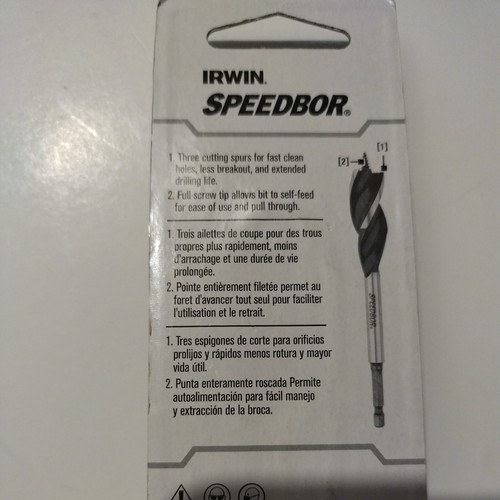 IRWIN.
SPEEDBOR®
[1]
[2]
1. Three cutting spurs for fast clean
holes, less breakout, and extended
drilling life.
2. Full screw tip allows bit to self-feed
for ease of use and pull through.
1. Trois ailettes de coupe pour des trous
propres plus rapidement, moins
d'arrachage et une durée de vie
prolongée.
2. Pointe entièrement filetée permet au
foret d'avancer tout seul pour faciliter
l'utilisation et le retrait.
1. Tres espigones de corte para orificios
prolijos y rápidos menos rotura y mayor
vida útil.
2. Punta enteramente roscada Permite
autoalimentación para fácil manejo
y extracción de la broca.
SPEEDBOR.